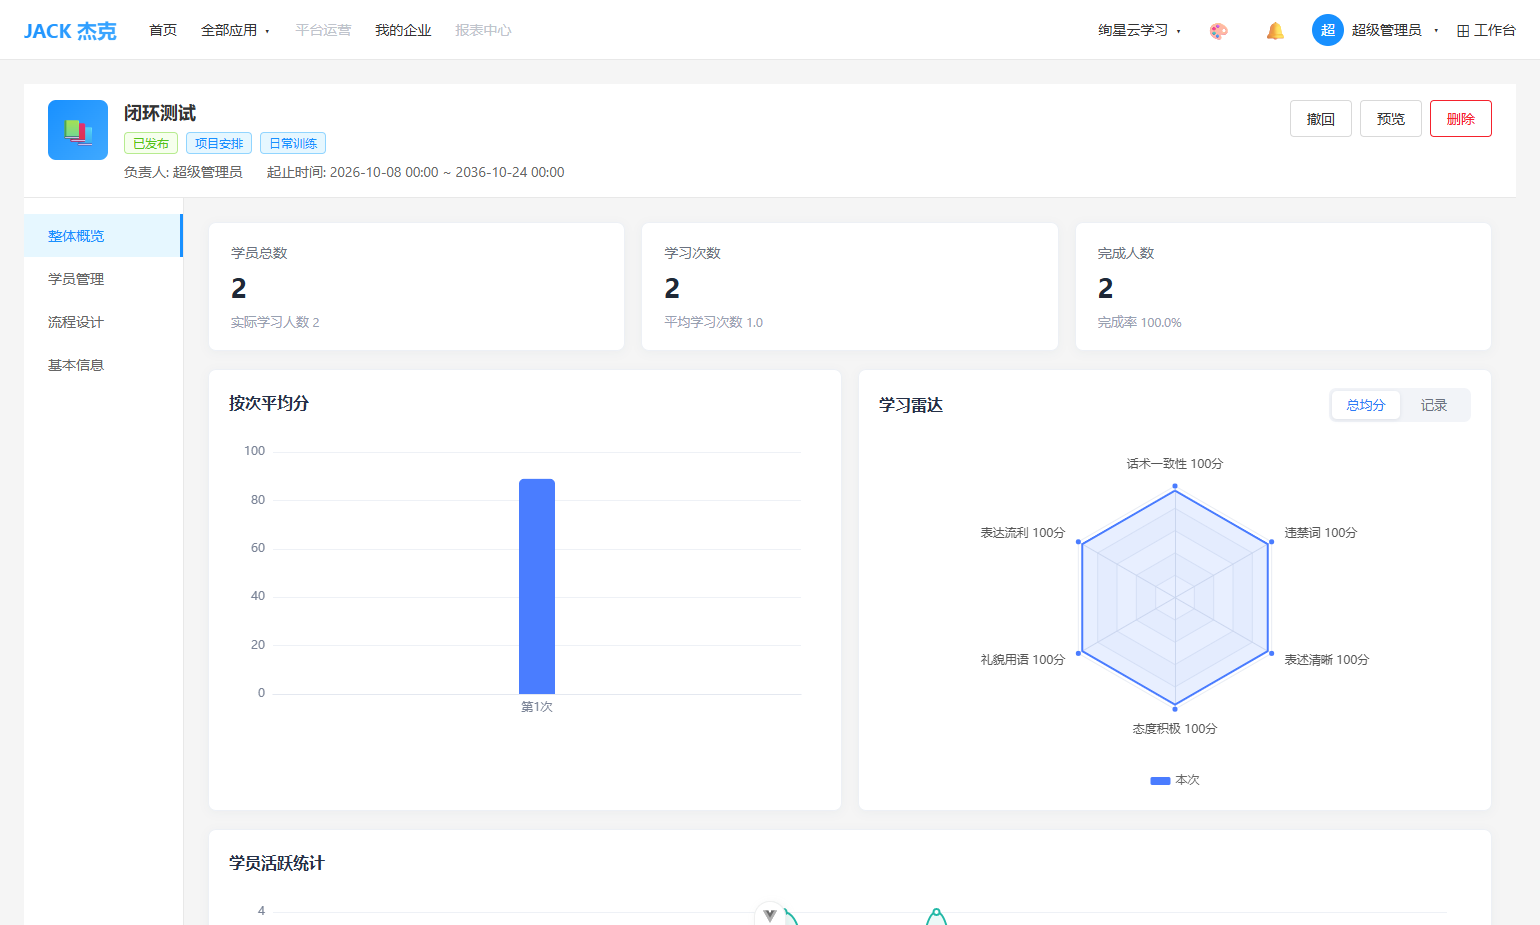 JACK 杰克
首页
全部应用
平台运营
我的企业
报表中心
绚星云学习
超
超级管理员
工作台
闭环测试
已发布
项目安排
日常训练
负责人: 超级管理员
起止时间: 2026-10-08 00:00 ~ 2036-10-24 00:00
撤回
预览
删除
整体概览
学员管理
流程设计
基本信息
学员总数
2
实际学习人数 2
学习次数
2
平均学习次数 1.0
完成人数
2
完成率 100.0%
按次平均分
100
80
60
40
20
0
第1次
学习雷达
总均分
记录
话术一致性 100分
表达流利 100分
违禁词 100分
礼貌用语 100分
表述清晰 100分
态度积极 100分
本次
学员活跃统计
4